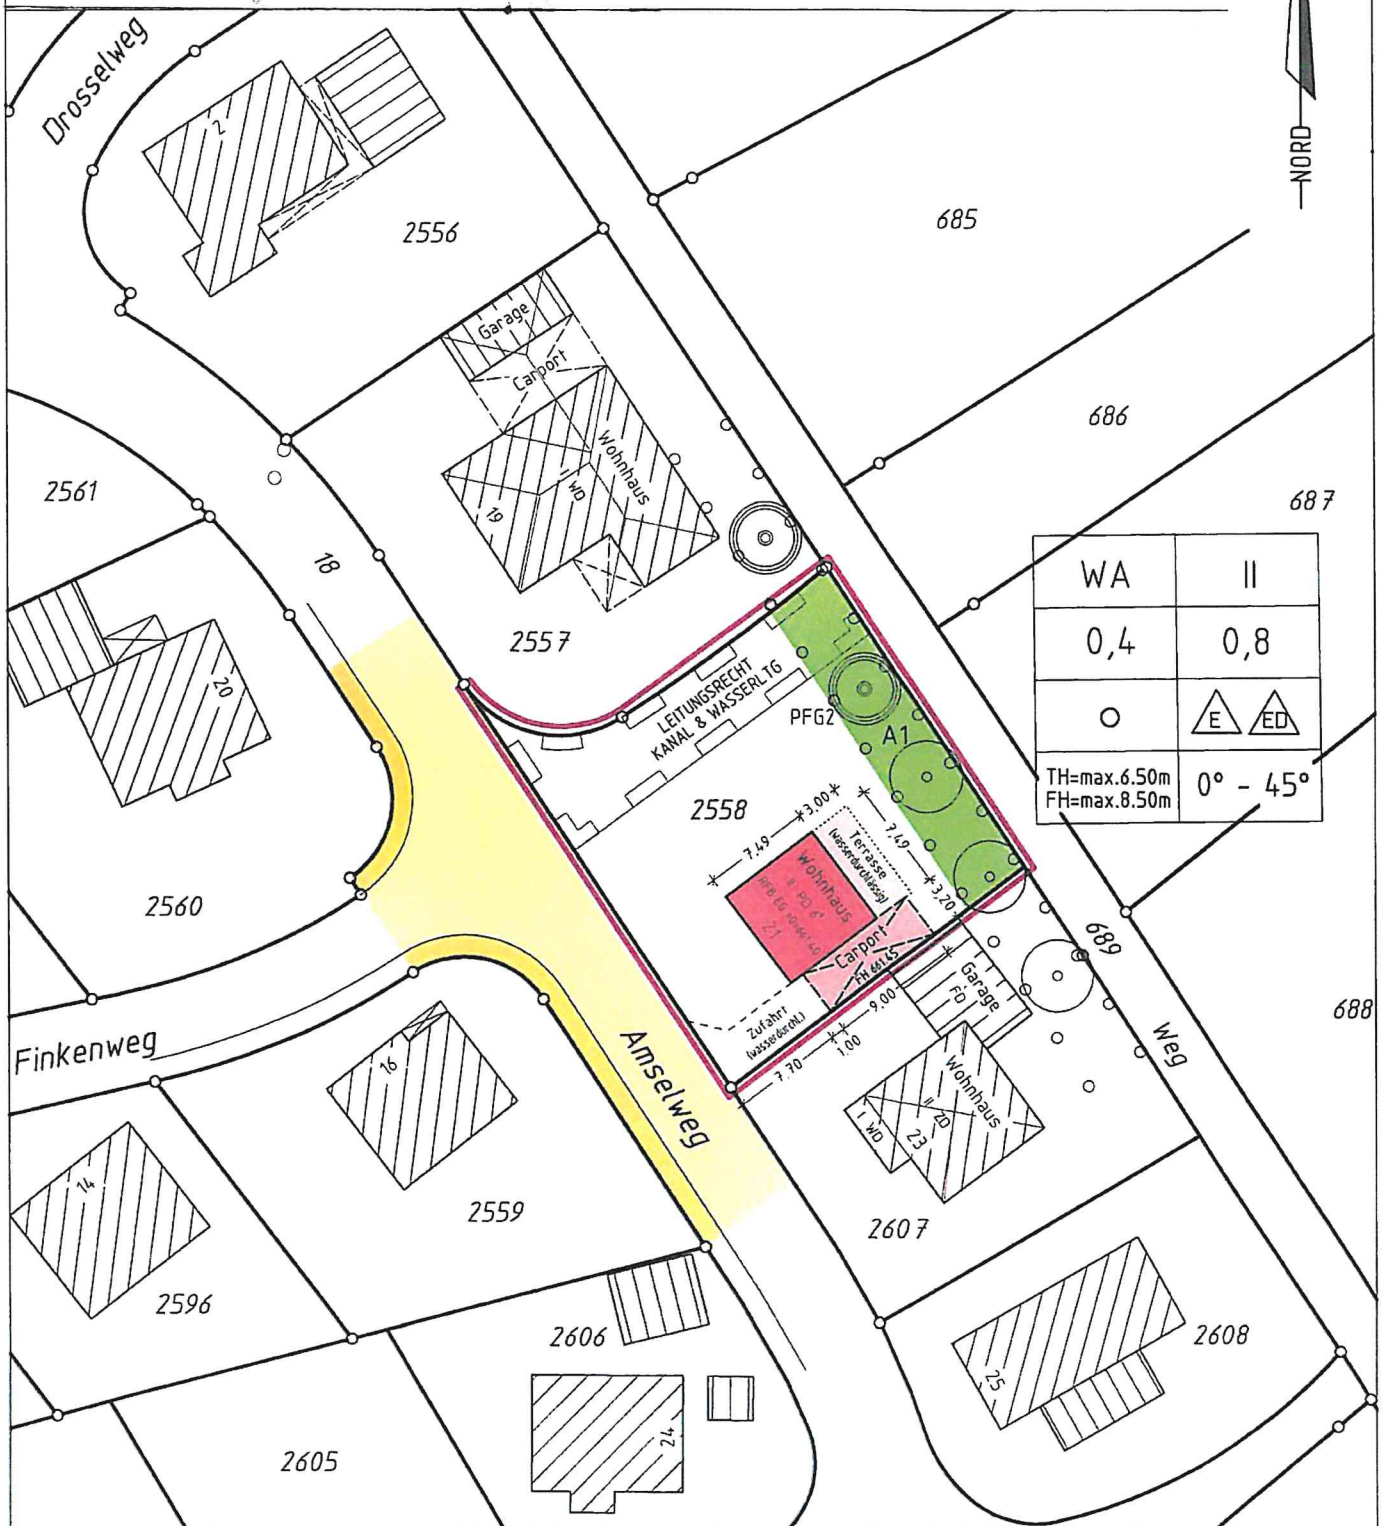 Drosselweg
NORD
2
2556
685
Garage
Carport
686
Wohnhaus
I
WD
19
2561
687
18
WA
II
0,4
0,8
E
ED
TH=max.6.50m
FH=max.8.50m
0° - 45°
2557
LEITUNGSRECHT
KANAL & WASSERLTG
PFG2
A1
20
2558
3.00
7.49
7.49
3.20
Terrasse
(wasserdurchlässig)
Wohnhaus
II PD 6°
21
Carport
FH 661.45
2560
689
Garage
FD
9.00
1.00
7.70
Zufahrt
(wasserdurchl.)
688
Finkenweg
Amselweg
Weg
16
Wohnhaus
II ZD
23
I WD
14
2559
2607
2596
2606
2608
25
24
2605